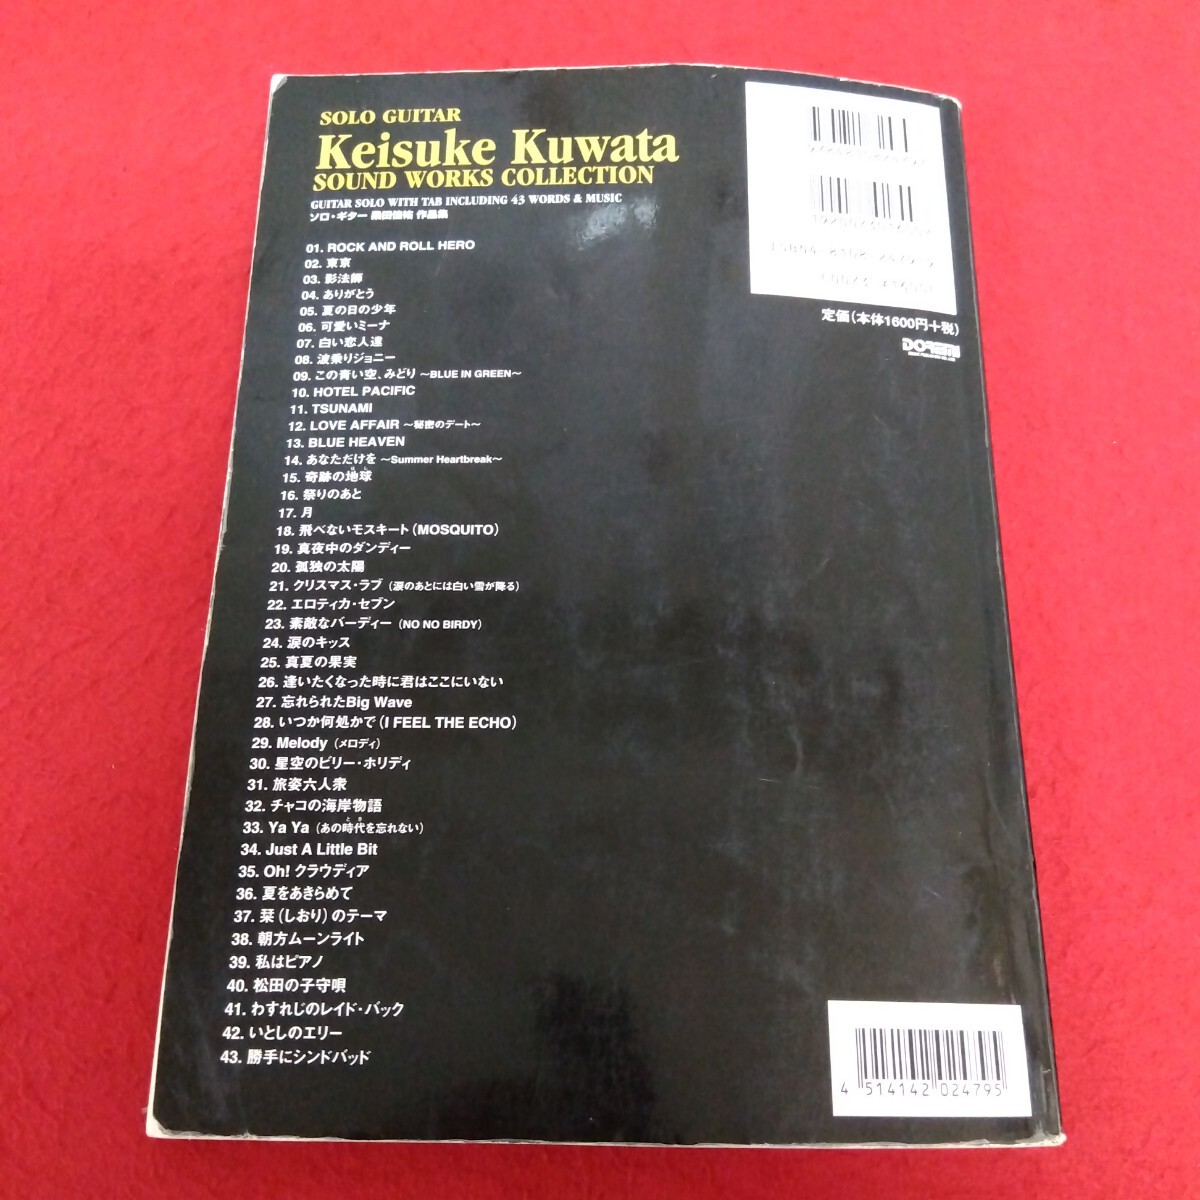 SOLO GUITAR
Keisuke Kuwata
SOUND WORKS COLLECTION
GUITAR SOLO WITH TAB INCLUDING 43 WORDS & MUSIC
ソロ・ギター 桑田佳祐 作品集
01. ROCK AND ROLL HERO
02. 東京
03. 影法師
04. ありがとう
05. 夏の日の少年
06. 可愛いミーナ
07. 白い恋人達
08. 波乗りジョニー
09. この青い空、みどり 〜BLUE IN GREEN〜
10. HOTEL PACIFIC
11. TSUNAMI
12. LOVE AFFAIR 〜秘密のデート〜
13. BLUE HEAVEN
14. あなただけを 〜Summer Heartbreak〜
15. 奇跡の地球
16. 祭りのあと
17. 月
18. 飛べないモスキート(MOSQUITO)
19. 真夜中のダンディー
20. 孤独の太陽
21. クリスマス・ラブ (涙のあとには白い雪が降る)
22. エロティカ・セブン
23. 素敵なバーディー (NO NO BIRDY)
24. 涙のキッス
25. 真夏の果実
26. 逢いたくなった時に君はここにいない
27. 忘れられたBig Wave
28. いつか何処かで(I FEEL THE ECHO)
29. Melody (メロディ)
30. 星空のビリー・ホリディ
31. 旅姿六人衆
32. チャコの海岸物語
33. Ya Ya (あの時代を忘れない)
34. Just A Little Bit
35. Oh! クラウディア
36. 夏をあきらめて
37. 栞(しおり)のテーマ
38. 朝方ムーンライト
39. 私はピアノ
40. 松田の子守唄
41. わすれじのレイド・バック
42. いとしのエリー
43. 勝手にシンドバッド
定価(本体1600円+税)
DOREMI
4 514142 024795